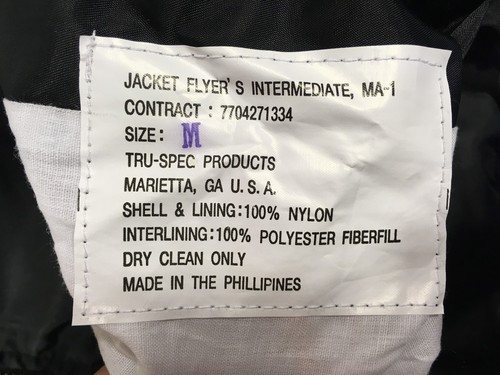 JACKET FLYER'S INTERMEDIATE, MA-1
CONTRACT : 7704271334
SIZE: M
TRU-SPEC PRODUCTS
MARIETTA, GA U.S.A.
SHELL & LINING:100% NYLON
INTERLINING:100% POLYESTER FIBERFILL
DRY CLEAN ONLY
MADE IN THE PHILLIPINES